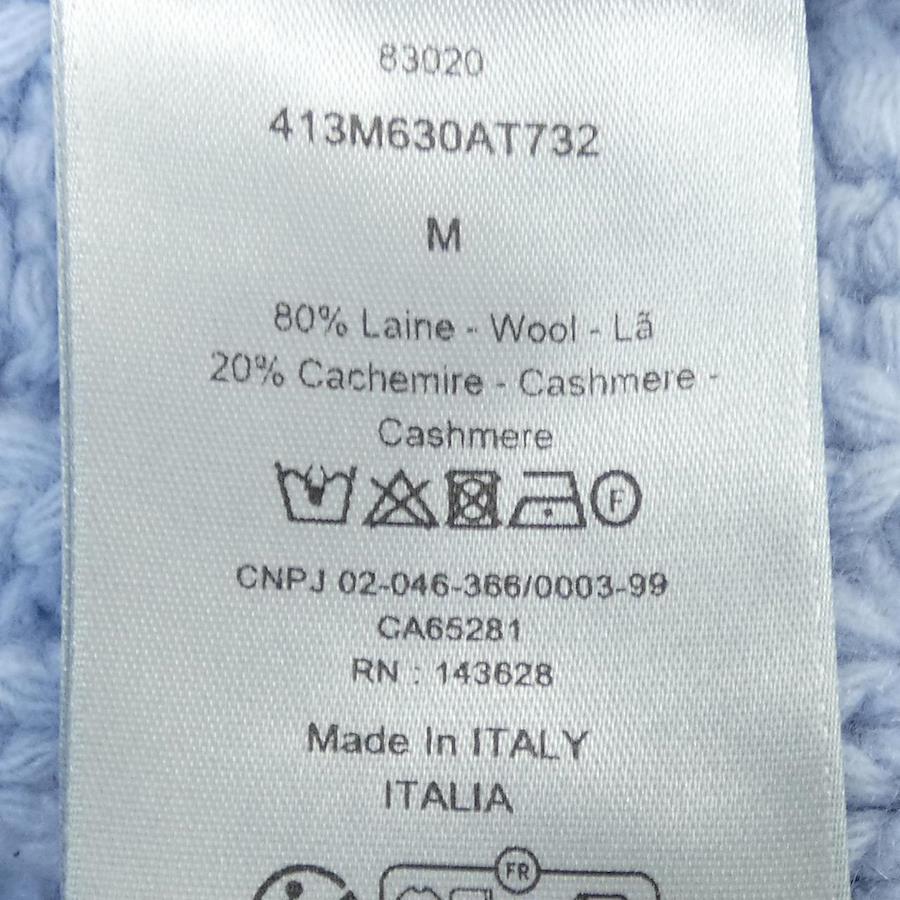 83020
413M630AT732
M
80% Laine - Wool - Lã
20% Cachemire - Cashmere -
Cashmere
F
CNPJ 02-046-366/0003-99
CA65281
RN : 143628
Made In ITALY
ITALIA
FR